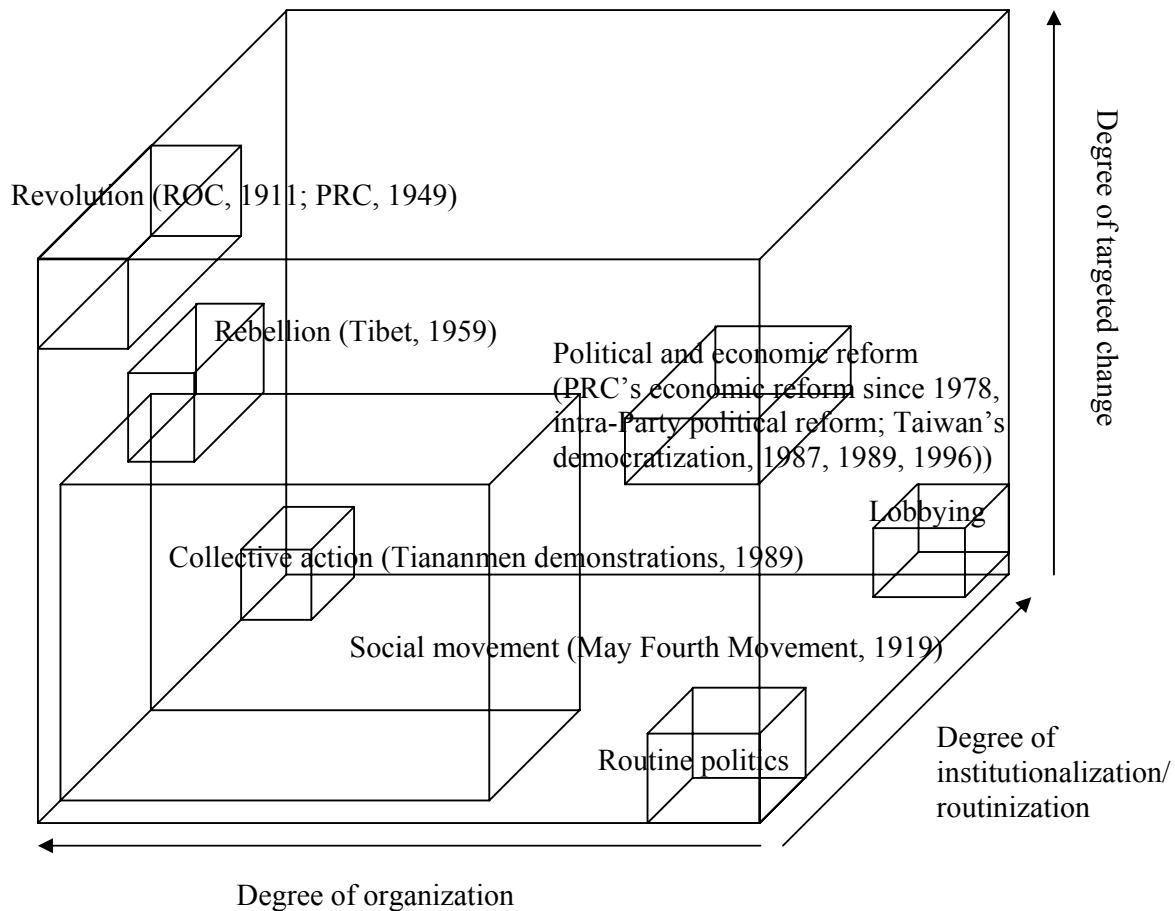 Degree of targeted change
Revolution (ROC, 1911; PRC, 1949)
Rebellion (Tibet, 1959)
Political and economic reform
(PRC's economic reform since 1978,
intra-Party political reform; Taiwan's
democratization, 1987, 1989, 1996))
Lobbying
Collective action (Tiananmen demonstrations, 1989)
Social movement (May Fourth Movement, 1919)
Routine politics
Degree of
institutionalization/
routinization
Degree of organization